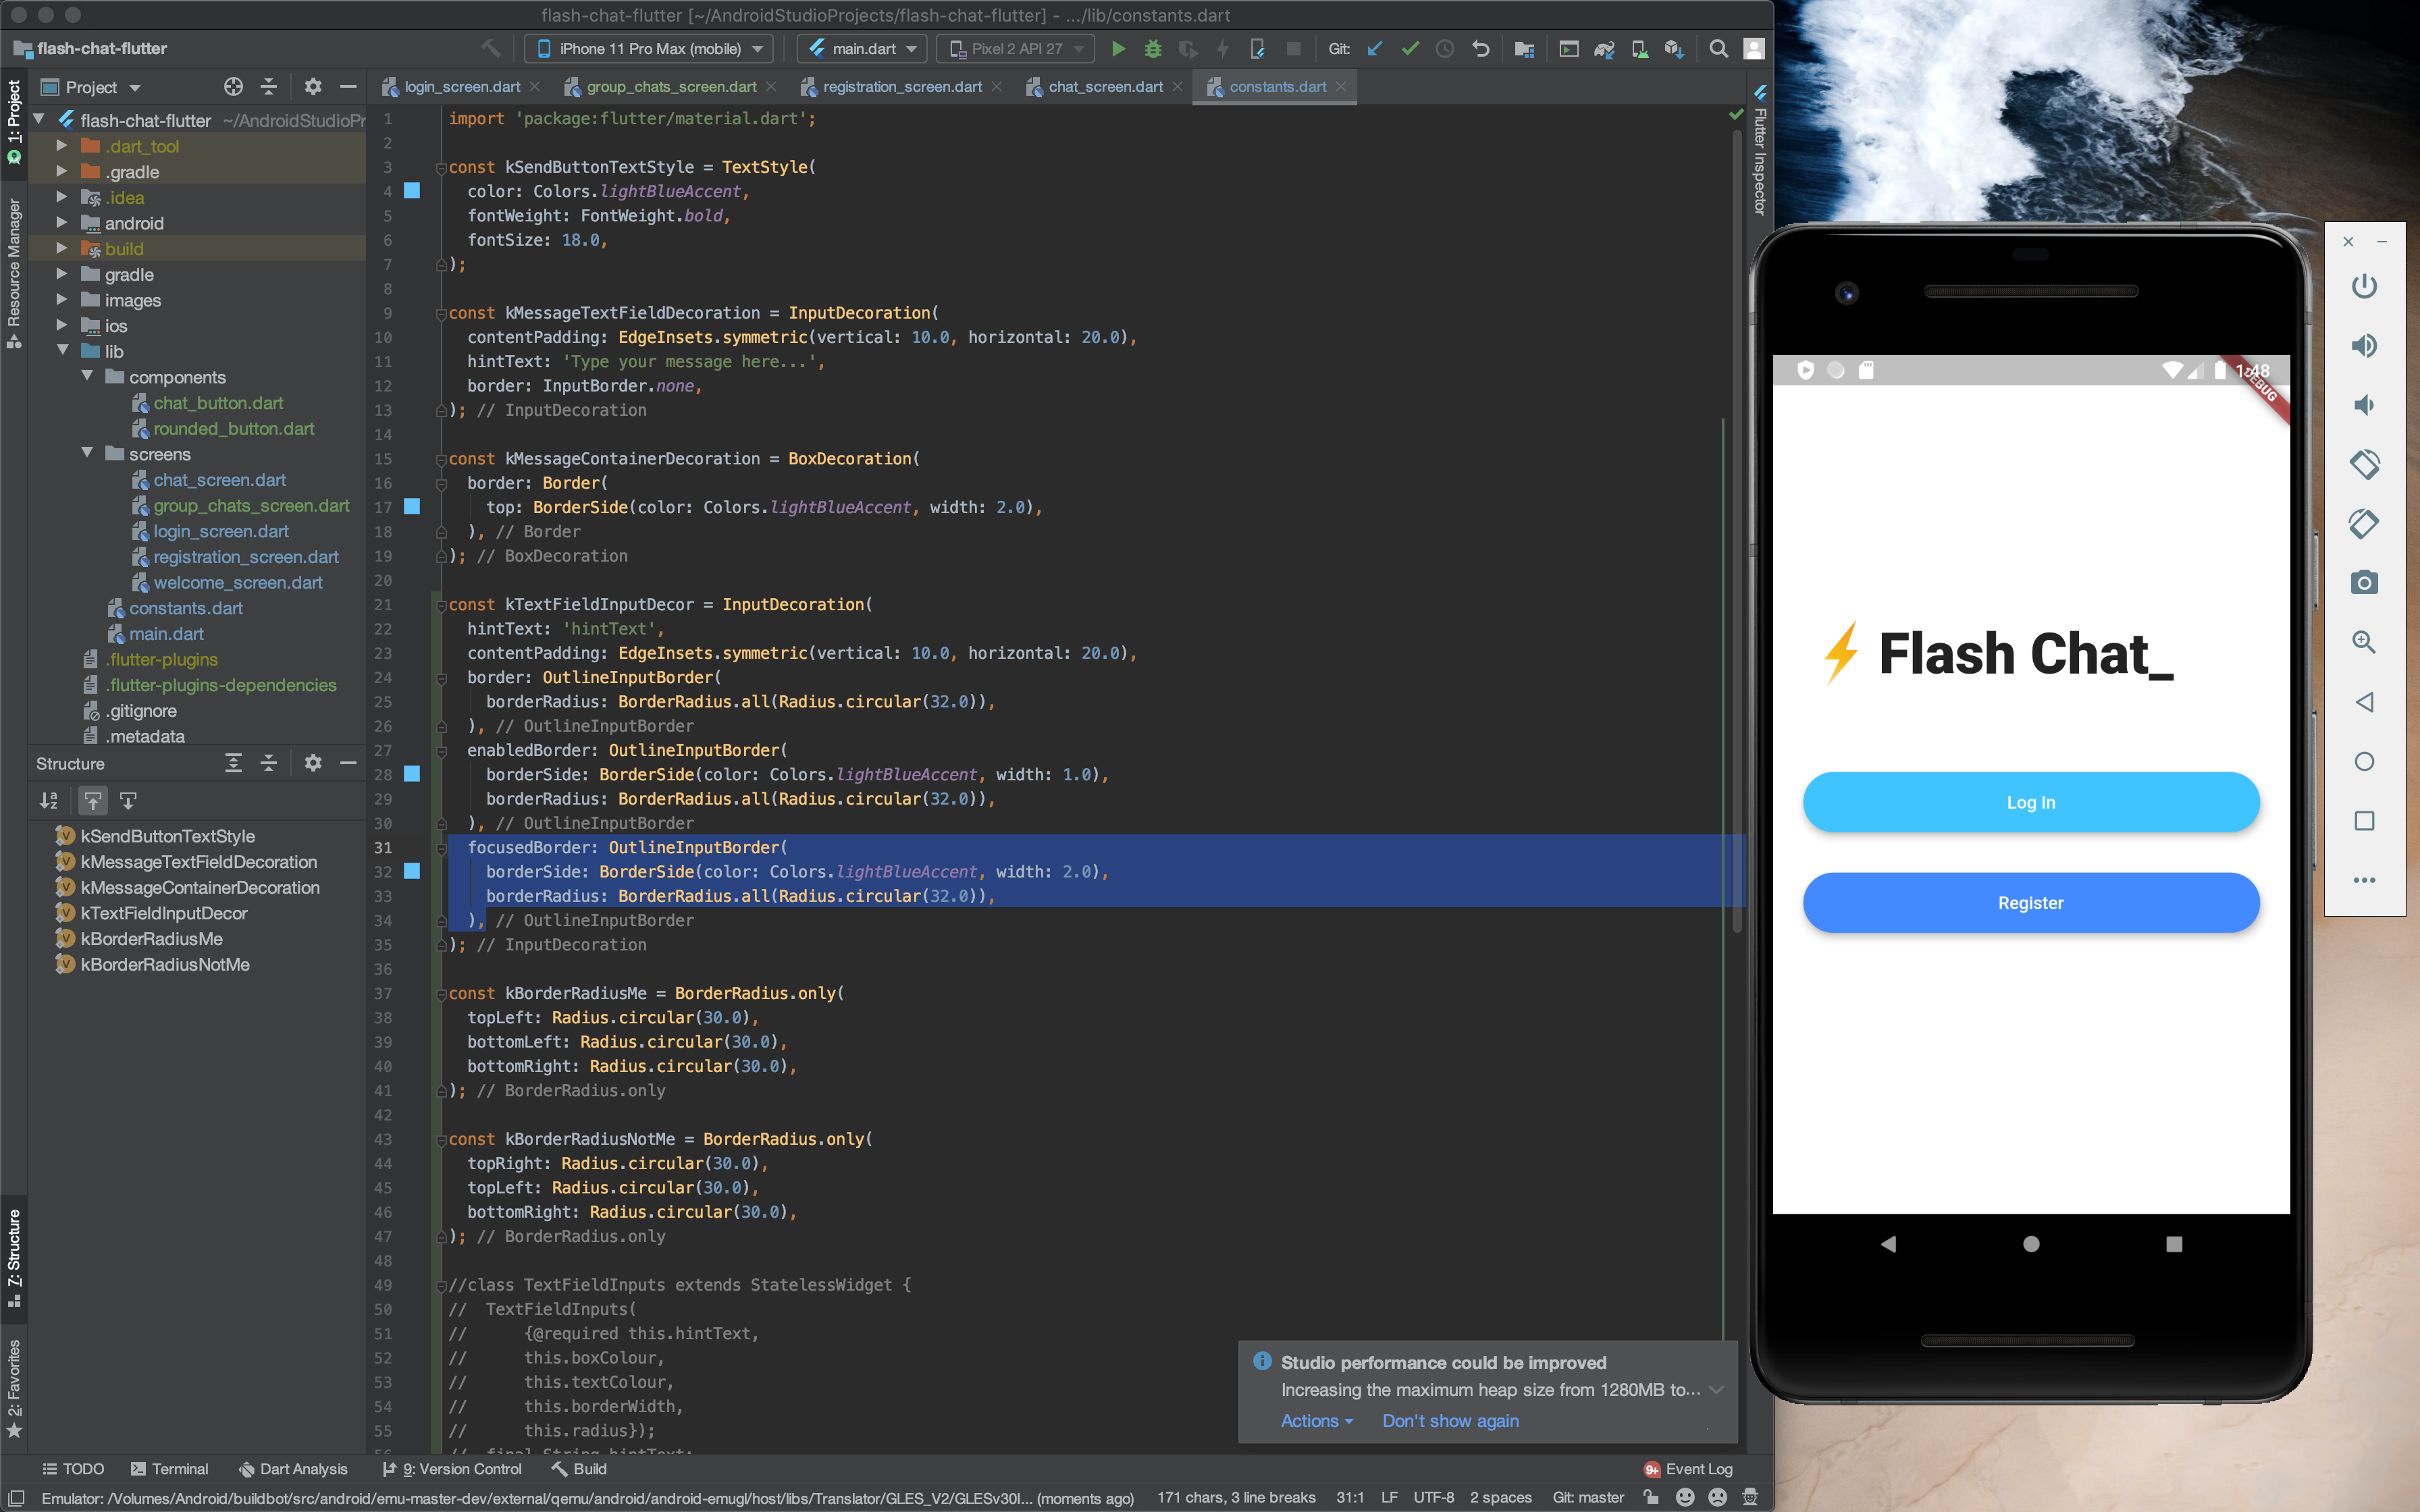 flash-chat-flutter [~/AndroidStudioProjects/flash-chat-flutter] - .../lib/constants.dart
flash-chat-flutter
iPhone 11 Pro Max (mobile)
main.dart
Pixel 2 API 27
Git:
1: Project
Resource Manager
7: Structure
2: Favorites
Project
flash-chat-flutter ~/AndroidStudioPr
.dart_tool
.gradle
.idea
android
build
gradle
images
ios
lib
components
chat_button.dart
rounded_button.dart
screens
chat_screen.dart
group_chats_screen.dart
login_screen.dart
registration_screen.dart
welcome_screen.dart
constants.dart
main.dart
.flutter-plugins
.flutter-plugins-dependencies
.gitignore
.metadata
Structure
kSendButtonTextStyle
kMessageTextFieldDecoration
kMessageContainerDecoration
kTextFieldInputDecor
kBorderRadiusMe
kBorderRadiusNotMe
login_screen.dart
group_chats_screen.dart
registration_screen.dart
chat_screen.dart
constants.dart
1 import 'package:flutter/material.dart';
2
3 const kSendButtonTextStyle = TextStyle(
4 color: Colors.lightBlueAccent,
5 fontWeight: FontWeight.bold,
6 fontSize: 18.0,
7 );
8
9 const kMessageTextFieldDecoration = InputDecoration(
10 contentPadding: EdgeInsets.symmetric(vertical: 10.0, horizontal: 20.0),
11 hintText: 'Type your message here...',
12 border: InputBorder.none,
13 ); // InputDecoration
14
15 const kMessageContainerDecoration = BoxDecoration(
16 border: Border(
17 top: BorderSide(color: Colors.lightBlueAccent, width: 2.0),
18 ), // Border
19 ); // BoxDecoration
20
21 const kTextFieldInputDecor = InputDecoration(
22 hintText: 'hintText',
23 contentPadding: EdgeInsets.symmetric(vertical: 10.0, horizontal: 20.0),
24 border: OutlineInputBorder(
25 borderRadius: BorderRadius.all(Radius.circular(32.0)),
26 ), // OutlineInputBorder
27 enabledBorder: OutlineInputBorder(
28 borderSide: BorderSide(color: Colors.lightBlueAccent, width: 1.0),
29 borderRadius: BorderRadius.all(Radius.circular(32.0)),
30 ), // OutlineInputBorder
31 focusedBorder: OutlineInputBorder(
32 borderSide: BorderSide(color: Colors.lightBlueAccent, width: 2.0),
33 borderRadius: BorderRadius.all(Radius.circular(32.0)),
34 ), // OutlineInputBorder
35 ); // InputDecoration
36
37 const kBorderRadiusMe = BorderRadius.only(
38 topLeft: Radius.circular(30.0),
39 bottomLeft: Radius.circular(30.0),
40 bottomRight: Radius.circular(30.0),
41 ); // BorderRadius.only
42
43 const kBorderRadiusNotMe = BorderRadius.only(
44 topRight: Radius.circular(30.0),
45 topLeft: Radius.circular(30.0),
46 bottomRight: Radius.circular(30.0),
47 ); // BorderRadius.only
48
49 //class TextFieldInputs extends StatelessWidget {
50 // TextFieldInputs(
51 // {@required this.hintText,
52 // this.boxColour,
53 // this.textColour,
54 // this.borderWidth,
55 // this.radius});
56 // final String hintText;
Studio performance could be improved
Increasing the maximum heap size from 1280MB to...
Actions
Don't show again
Flutter Inspector
TODO
Terminal
Dart Analysis
9: Version Control
Build
9+ Event Log
Emulator: /Volumes/Android/buildbot/src/android/emu-master-dev/external/qemu/android/android-emugl/host/libs/Translator/GLES_V2/GLESv30I... (moments ago)
171 chars, 3 line breaks
31:1
LF
UTF-8
2 spaces
Git: master
1:48
DEBUG
Flash Chat_
Log In
Register